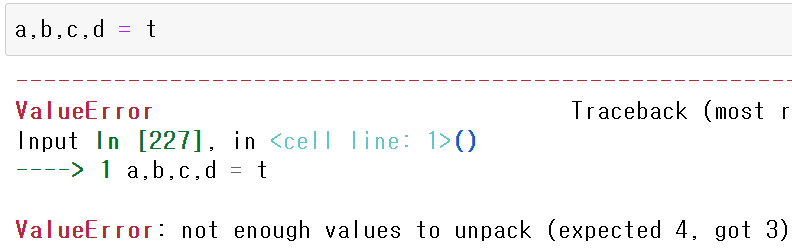 a,b,c,d = t
---------------------------------------------------------------------------
ValueError Traceback (most r
Input In [227], in <cell line: 1>()
----> 1 a,b,c,d = t
ValueError: not enough values to unpack (expected 4, got 3)